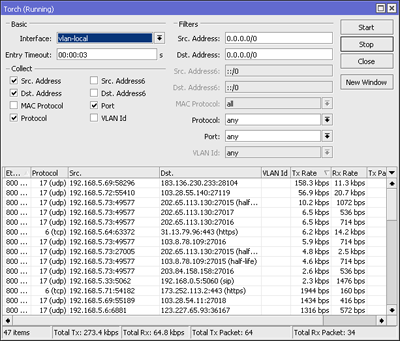 Torch (Running)
Basic
Interface: vlan-local
Entry Timeout: 00:00:03 s
Collect
Src. Address Src. Address6
Dst. Address Dst. Address6
MAC Protocol Port
Protocol VLAN Id
Filters
Src. Address: 0.0.0.0/0
Dst. Address: 0.0.0.0/0
Src. Address6: ::/0
Dst. Address6: ::/0
MAC Protocol: all
Protocol: any
Port: any
VLAN Id: any
Start
Stop
Close
New Window
Et... Protocol Src. Dst. VLAN Id Tx Rate Rx Rate Tx Pa
800 ... 17 (udp) 192.168.5.69:58296 183.136.230.233:28104 158.3 kbps 11.3 kbps
800 ... 17 (udp) 192.168.5.72:55410 103.28.55.140:27119 56.9 kbps 20.7 kbps
800 ... 17 (udp) 192.168.5.73:49577 202.65.113.130:27015 (half-... 10.2 kbps 1072 bps
800 ... 17 (udp) 192.168.5.73:49577 202.65.113.130:27017 6.5 kbps 536 bps
800 ... 17 (udp) 192.168.5.73:49577 202.65.113.130:27016 6.5 kbps 714 bps
800 ... 6 (tcp) 192.168.5.64:63372 31.13.79.96:443 (https) 6.2 kbps 14.2 kbps
800 ... 17 (udp) 192.168.5.73:49577 103.8.78.109:27016 5.9 kbps 714 bps
800 ... 17 (udp) 192.168.5.73:27005 202.65.113.130:27015 (half-... 4.8 kbps 2.5 kbps
800 ... 17 (udp) 192.168.5.73:49577 103.8.78.109:27015 (half-life) 4.6 kbps 714 bps
800 ... 17 (udp) 192.168.5.73:49577 203.84.158.158:27016 2.6 kbps 536 bps
800 ... 17 (udp) 192.168.5.33:5062 192.168.0.5:5060 (sip) 2.3 kbps 1476 bps
800 ... 6 (tcp) 192.168.5.71:54182 173.252.113.2:443 (https) 1944 bps 160 bps
800 ... 17 (udp) 192.168.5.69:55189 103.28.54.11:27018 1434 bps 416 bps
800 ... 17 (udp) 192.168.5.6:6881 123.227.65.93:36167 1316 bps 572 bps
47 items Total Tx: 273.4 kbps Total Rx: 64.8 kbps Total Tx Packet: 64 Total Rx Packet: 34